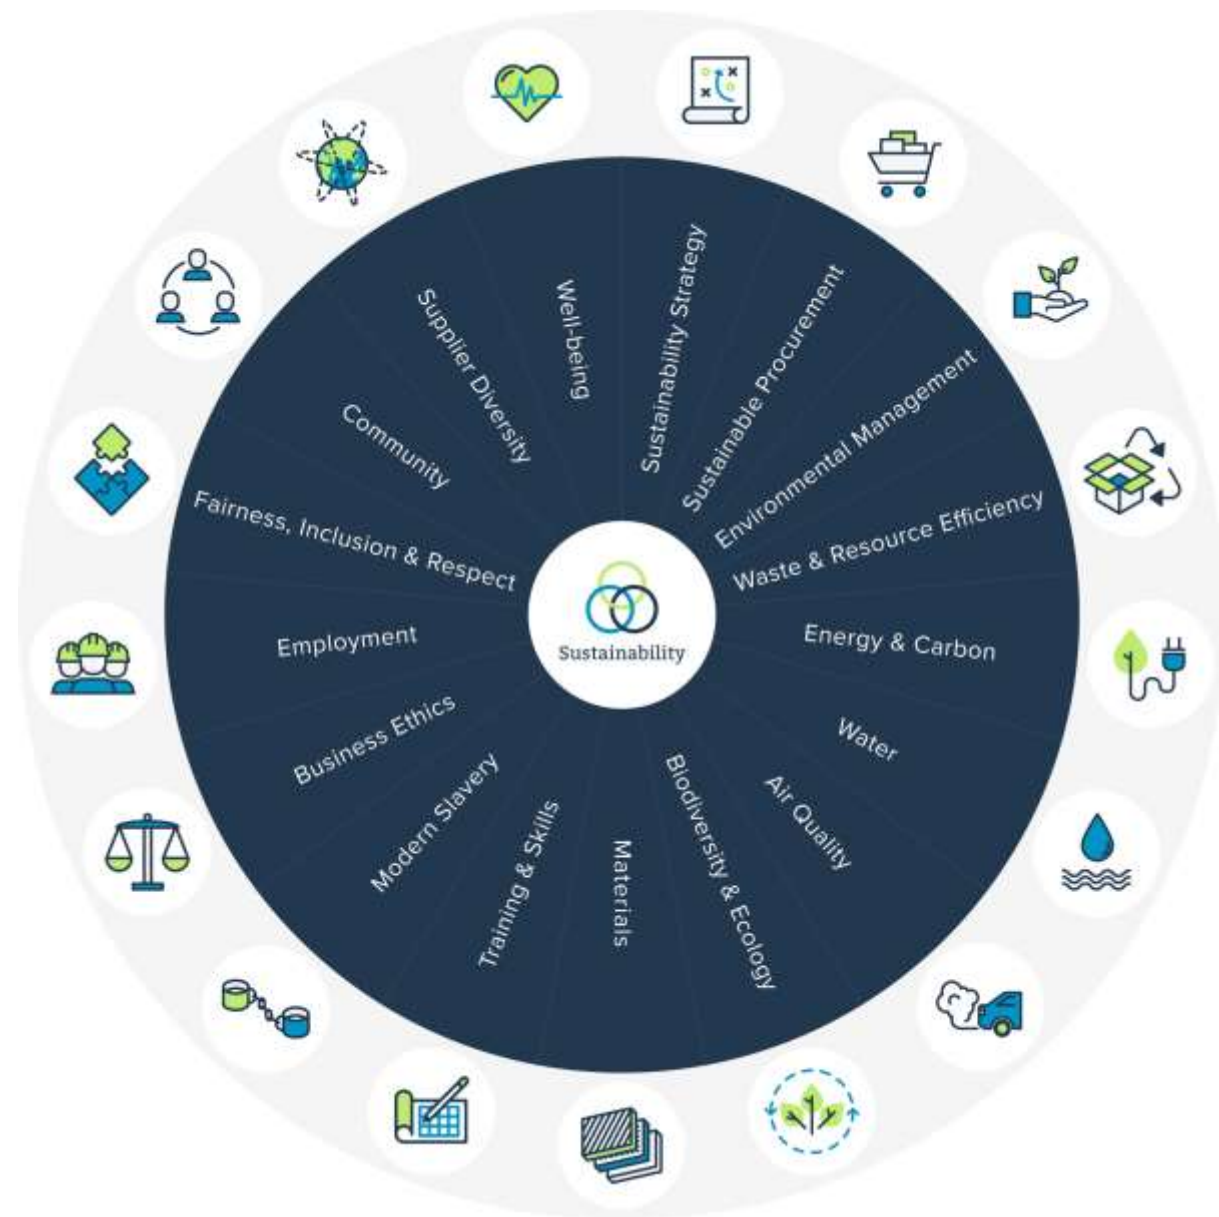 Sustainability Strategy
Sustainable Procurement
Environmental Management
Waste & Resource Efficiency
Energy & Carbon
Water
Air Quality
Biodiversity & Ecology
Materials
Training & Skills
Modern Slavery
Business Ethics
Employment
Fairness, Inclusion & Respect
Community
Supplier Diversity
Well-being
Sustainability